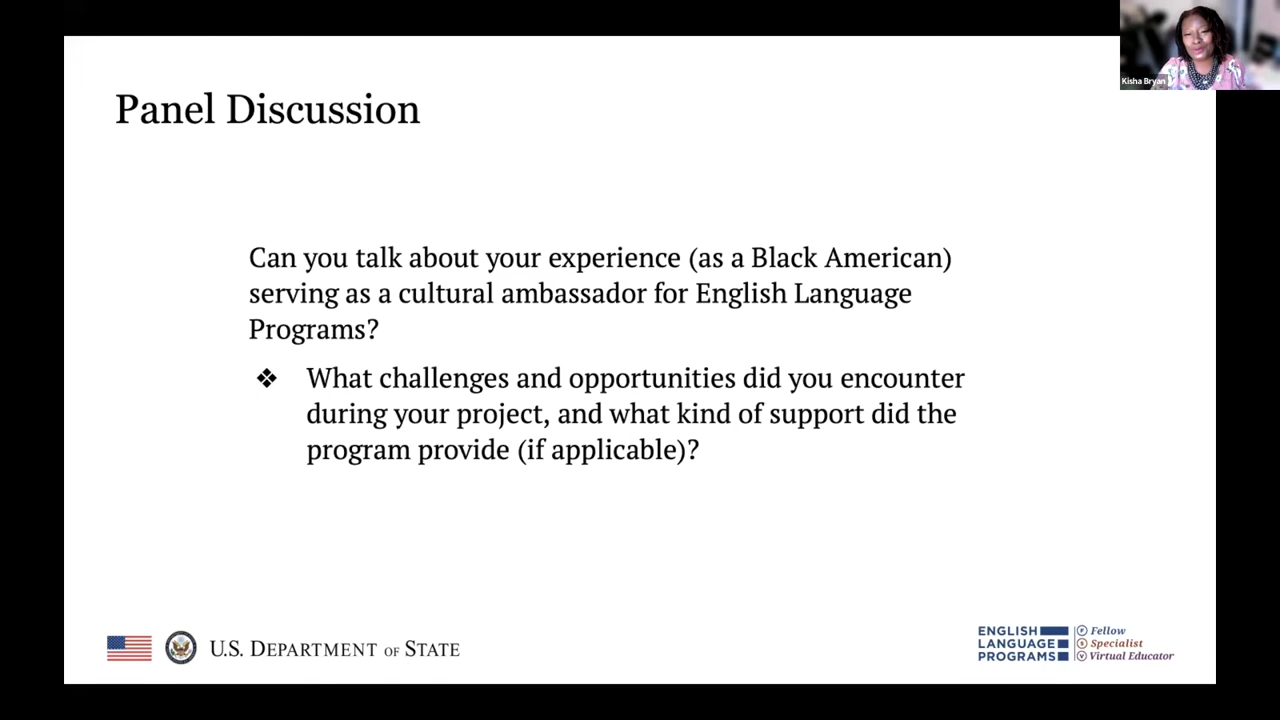 Kisha Bryan
Panel Discussion
Can you talk about your experience (as a Black American)
serving as a cultural ambassador for English Language
Programs?
❖ What challenges and opportunities did you encounter
during your project, and what kind of support did the
program provide (if applicable)?
U.S. DEPARTMENT OF STATE
ENGLISH
LANGUAGE
PROGRAMS
F Fellow
S Specialist
V Virtual Educator